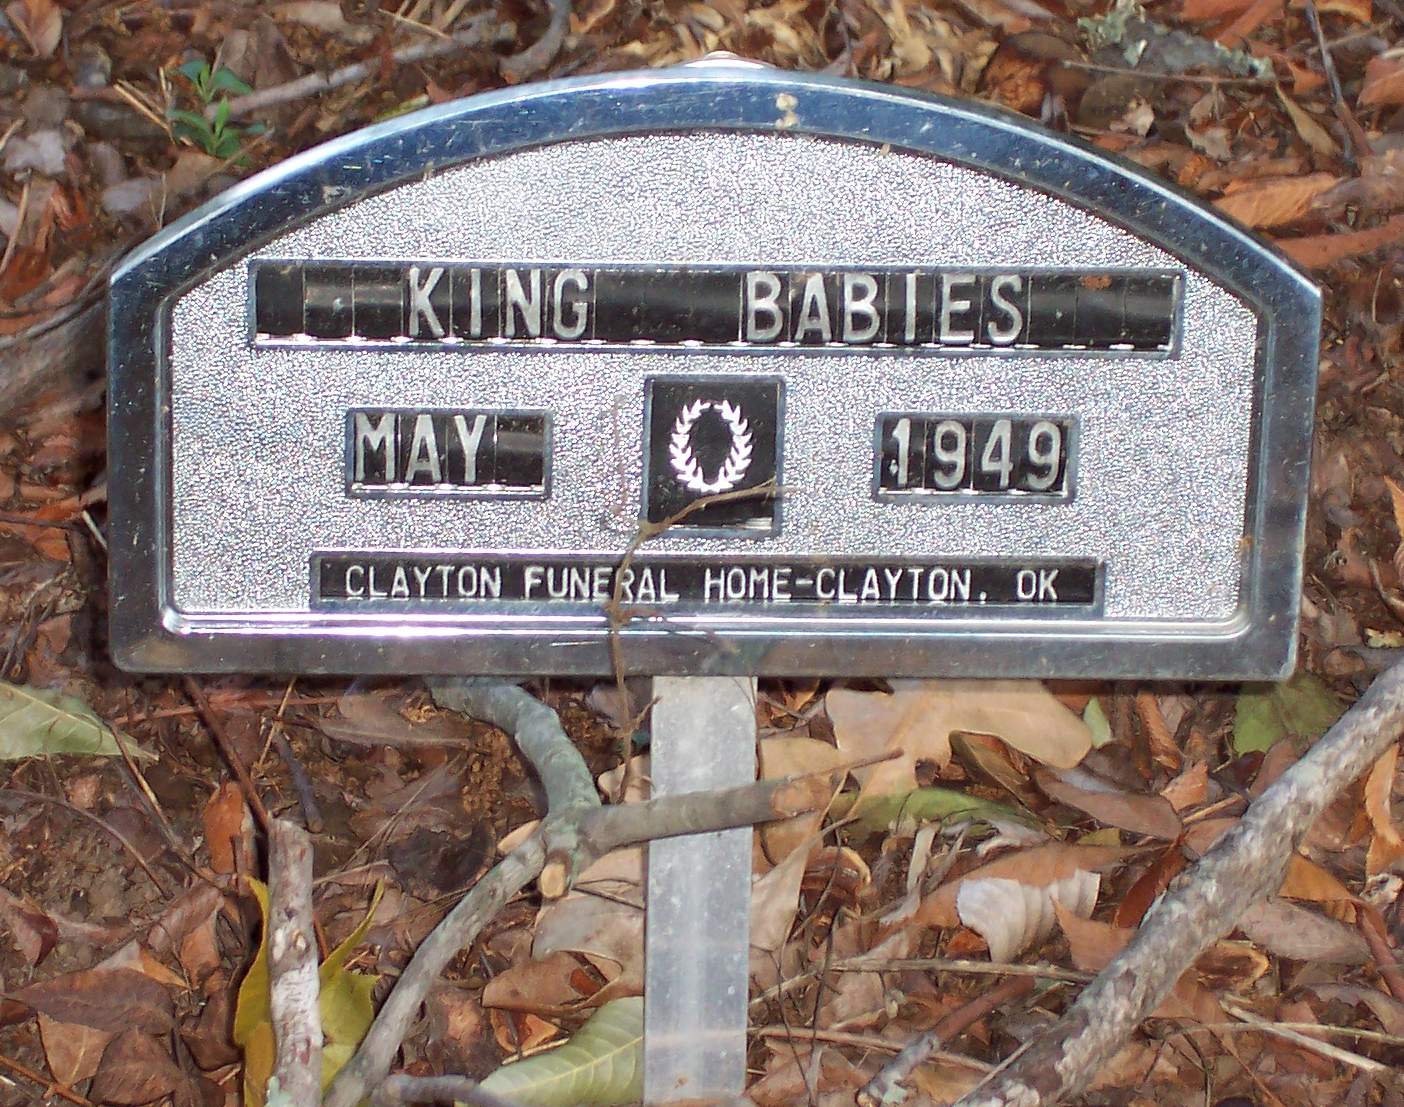 KING BABIES
MAY 1949
CLAYTON FUNERAL HOME-CLAYTON, OK